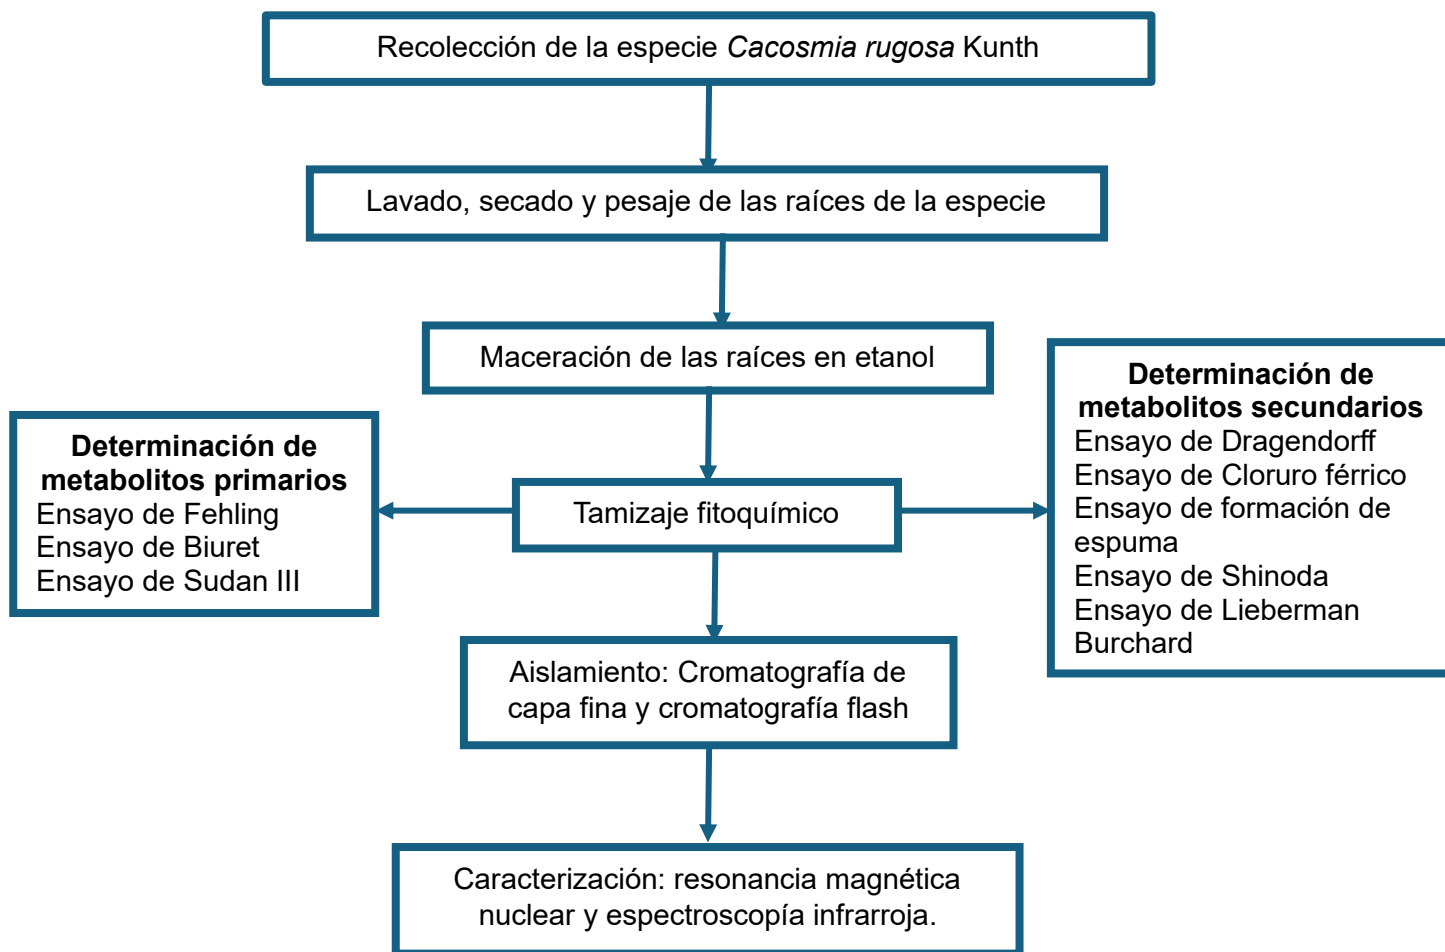 Recolección de la especie Cacosmia rugosa Kunth
Lavado, secado y pesaje de las raíces de la especie
Maceración de las raíces en etanol
Determinación de
metabolitos primarios
Ensayo de Fehling
Ensayo de Biuret
Ensayo de Sudan III
Tamizaje fitoquímico
Determinación de
metabolitos secundarios
Ensayo de Dragendorff
Ensayo de Cloruro férrico
Ensayo de formación de
espuma
Ensayo de Shinoda
Ensayo de Lieberman
Burchard
Aislamiento: Cromatografía de
capa fina y cromatografía flash
Caracterización: resonancia magnética
nuclear y espectroscopía infrarroja.